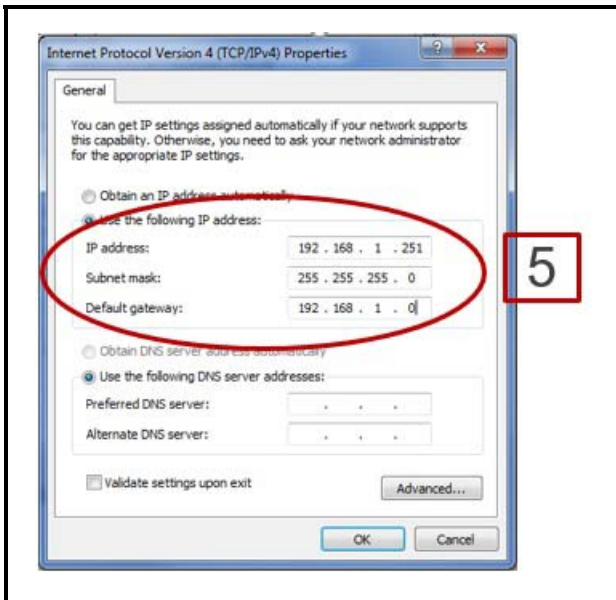 Internet Protocol Version 4 (TCP/IPv4) Properties
General
You can get IP settings assigned automatically if your network supports
this capability. Otherwise, you need to ask your network administrator
for the appropriate IP settings.
Obtain an IP address automatically
Use the following IP address:
IP address: 192 . 168 . 1 . 251
Subnet mask: 255 . 255 . 255 . 0
Default gateway: 192 . 168 . 1 . 0
5
Obtain DNS server address automatically
Use the following DNS server addresses:
Preferred DNS server: . . .
Alternate DNS server: . . .
Validate settings upon exit
Advanced...
OK Cancel